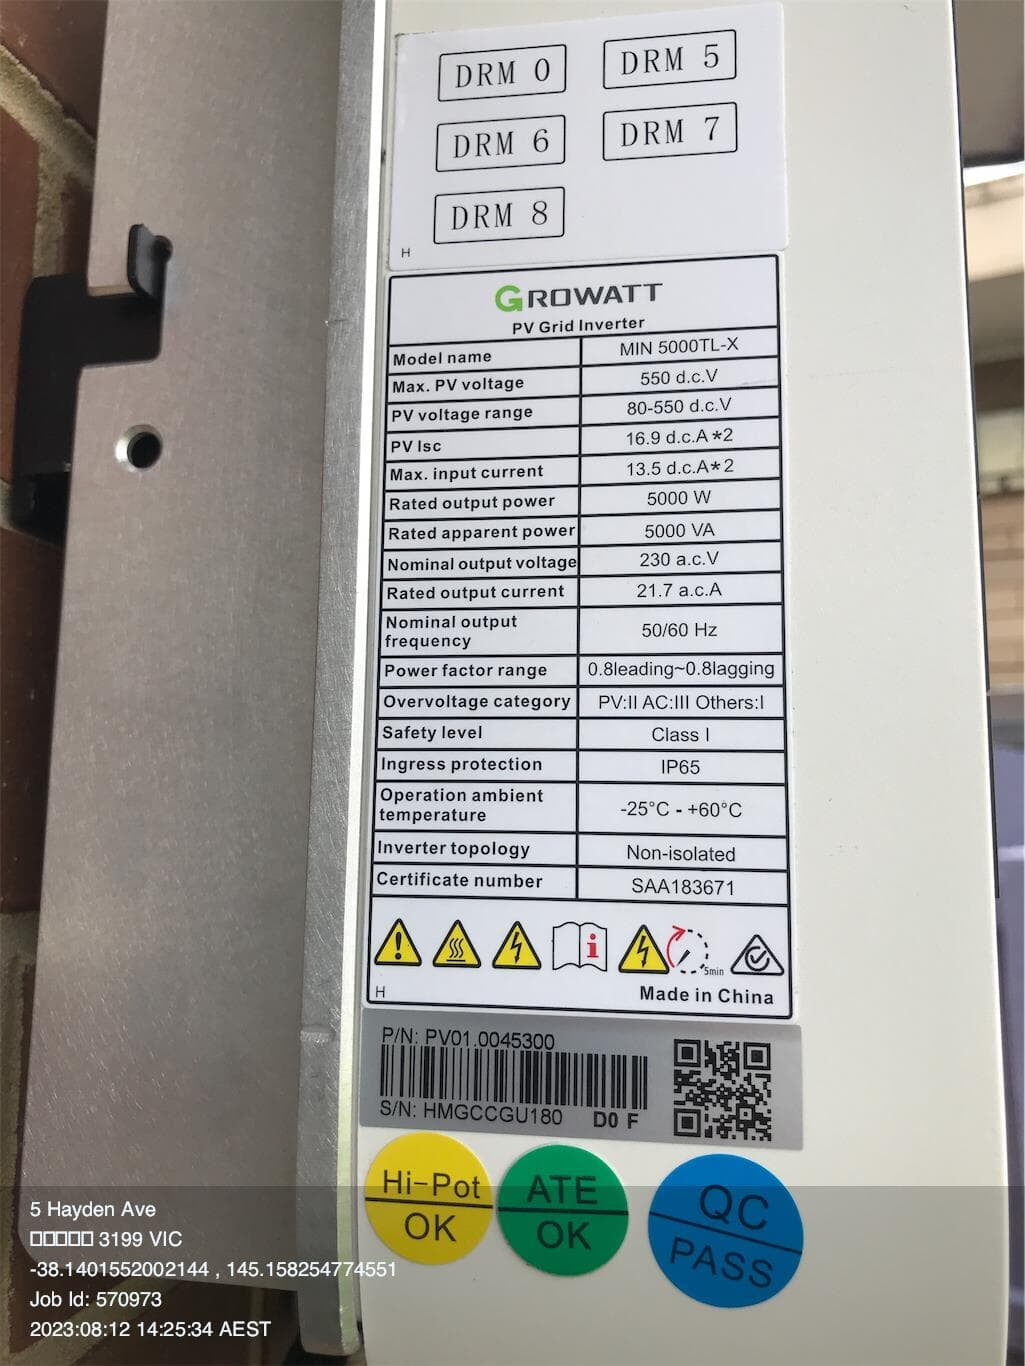 DRM 0 DRM 5
DRM 6 DRM 7
DRM 8
H
GROWATT
PV Grid Inverter
Model name MIN 5000TL-X
Max. PV voltage 550 d.c.V
PV voltage range 80-550 d.c.V
PV Isc 16.9 d.c.A*2
Max. input current 13.5 d.c.A*2
Rated output power 5000 W
Rated apparent power 5000 VA
Nominal output voltage 230 a.c.V
Rated output current 21.7 a.c.A
Nominal output frequency 50/60 Hz
Power factor range 0.8leading~0.8lagging
Overvoltage category PV:II AC:III Others:I
Safety level Class I
Ingress protection IP65
Operation ambient temperature -25°C - +60°C
Inverter topology Non-isolated
Certificate number SAA183671
5min
H Made in China
P/N: PV01.0045300
S/N: HMGCCGU180 D0 F
Hi-Pot
OK
ATE
OK
QC
PASS
5 Hayden Ave
□□□□□ 3199 VIC
-38.1401552002144 , 145.158254774551
Job Id: 570973
2023:08:12 14:25:34 AEST